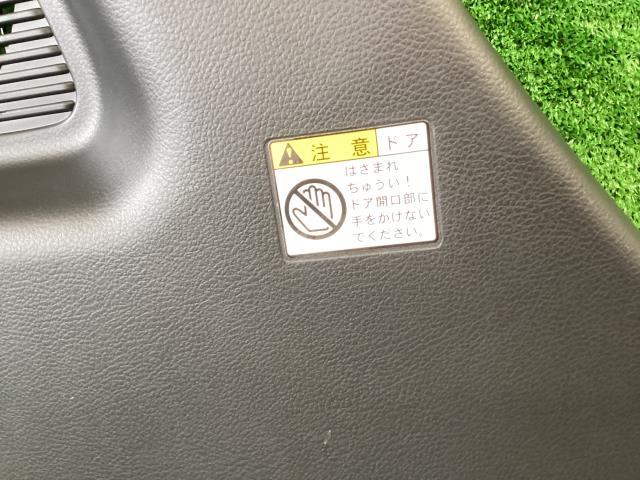 注意 ドア
はさまれ
ちゅうい!
ドア開口部に
手をかけない
でください。